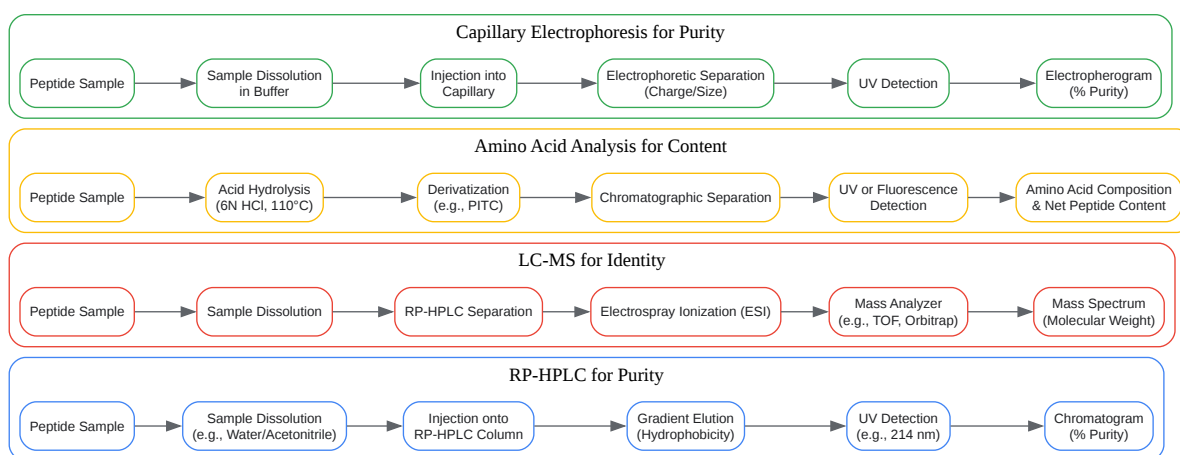 Capillary Electrophoresis for Purity
Peptide Sample
Sample Dissolution
in Buffer
Injection into
Capillary
Electrophoretic Separation
(Charge/Size)
UV Detection
Electropherogram
(% Purity)
Amino Acid Analysis for Content
Peptide Sample
Acid Hydrolysis
(6N HCl, 110°C)
Derivatization
(e.g., PITC)
Chromatographic Separation
UV or Fluorescence
Detection
Amino Acid Composition
& Net Peptide Content
LC-MS for Identity
Peptide Sample
Sample Dissolution
RP-HPLC Separation
Electrospray Ionization (ESI)
Mass Analyzer
(e.g., TOF, Orbitrap)
Mass Spectrum
(Molecular Weight)
RP-HPLC for Purity
Peptide Sample
Sample Dissolution
(e.g., Water/Acetonitrile)
Injection onto
RP-HPLC Column
Gradient Elution
(Hydrophobicity)
UV Detection
(e.g., 214 nm)
Chromatogram
(% Purity)